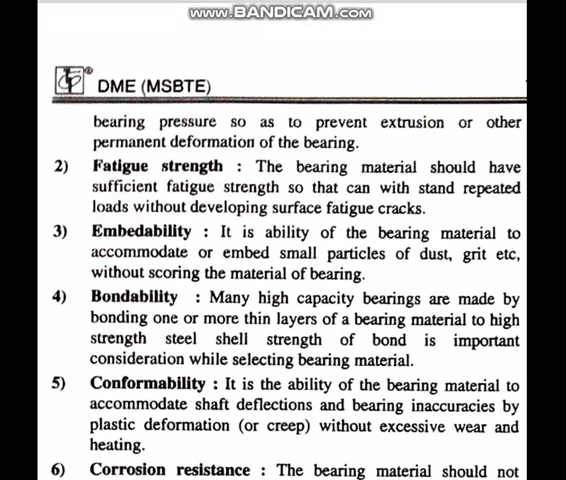 www.BANDICAM.com
DME (MSBTE)
bearing pressure so as to prevent extrusion or other
permanent deformation of the bearing.
2) Fatigue strength : The bearing material should have
sufficient fatigue strength so that can with stand repeated
loads without developing surface fatigue cracks.
3) Embedability : It is ability of the bearing material to
accommodate or embed small particles of dust, grit etc,
without scoring the material of bearing.
4) Bondability : Many high capacity bearings are made by
bonding one or more thin layers of a bearing material to high
strength steel shell strength of bond is important
consideration while selecting bearing material.
5) Conformability : It is the ability of the bearing material to
accommodate shaft deflections and bearing inaccuracies by
plastic deformation (or creep) without excessive wear and
heating.
6) Corrosion resistance : The bearing material should not